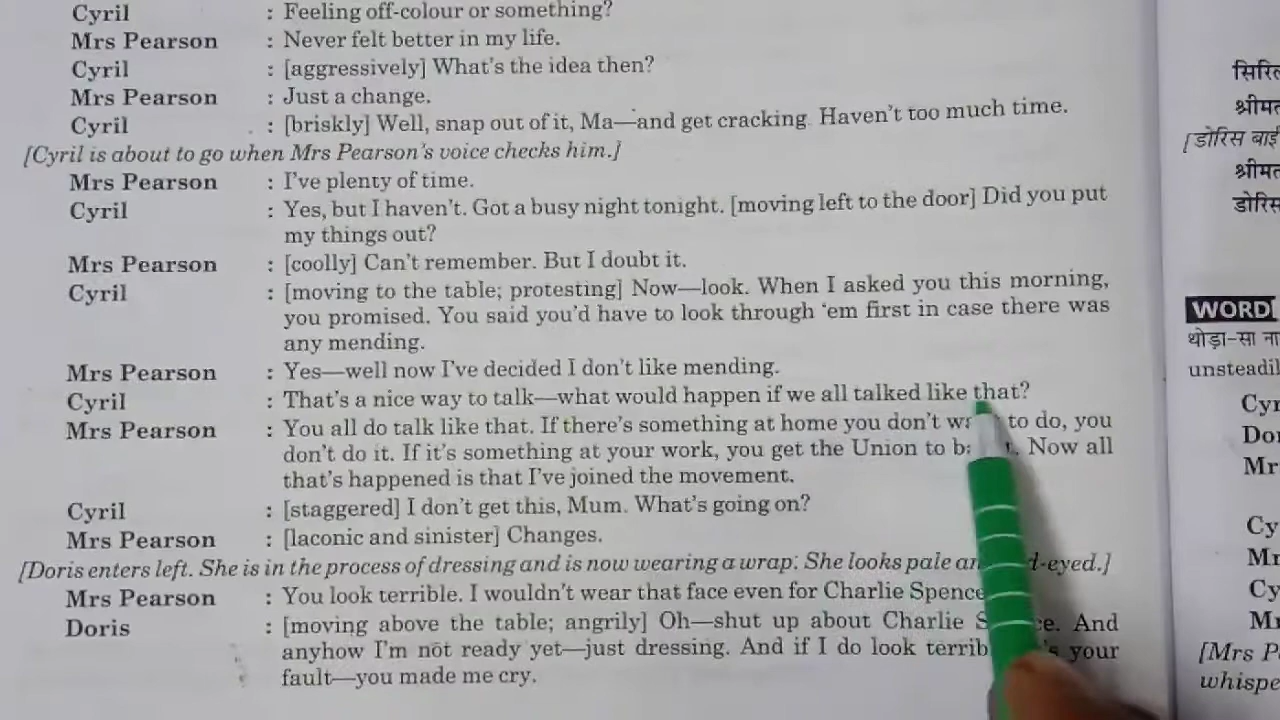 Cyril : Feeling off-colour or something?
Mrs Pearson : Never felt better in my life.
Cyril : [aggressively] What's the idea then?
Mrs Pearson : Just a change.
Cyril : [briskly] Well, snap out of it, Ma—and get cracking. Haven't too much time.
[Cyril is about to go when Mrs Pearson's voice checks him.]
Mrs Pearson : I've plenty of time.
Cyril : Yes, but I haven't. Got a busy night tonight. [moving left to the door] Did you put
my things out?
Mrs Pearson : [coolly] Can't remember. But I doubt it.
Cyril : [moving to the table; protesting] Now—look. When I asked you this morning,
you promised. You said you'd have to look through 'em first in case there was
any mending.
Mrs Pearson : Yes—well now I've decided I don't like mending.
Cyril : That's a nice way to talk—what would happen if we all talked like that?
Mrs Pearson : You all do talk like that. If there's something at home you don't to do, you
don't do it. If it's something at your work, you get the Union to Now all
that's happened is that I've joined the movement.
Cyril : [staggered] I don't get this, Mum. What's going on?
Mrs Pearson : [laconic and sinister] Changes.
[Doris enters left. She is in the process of dressing and is now wearing a wrap. She looks pale -eyed.]
Mrs Pearson : You look terrible. I wouldn't wear that face even for Charlie
Doris : [moving above the table; angrily] Oh—shut up about Charlie And
anyhow I'm not ready yet—just dressing. And if I do look your
fault—you made me cry.
[डोरिस
WORD
थोड़ा-सा
Cy
Cy
[Mrs